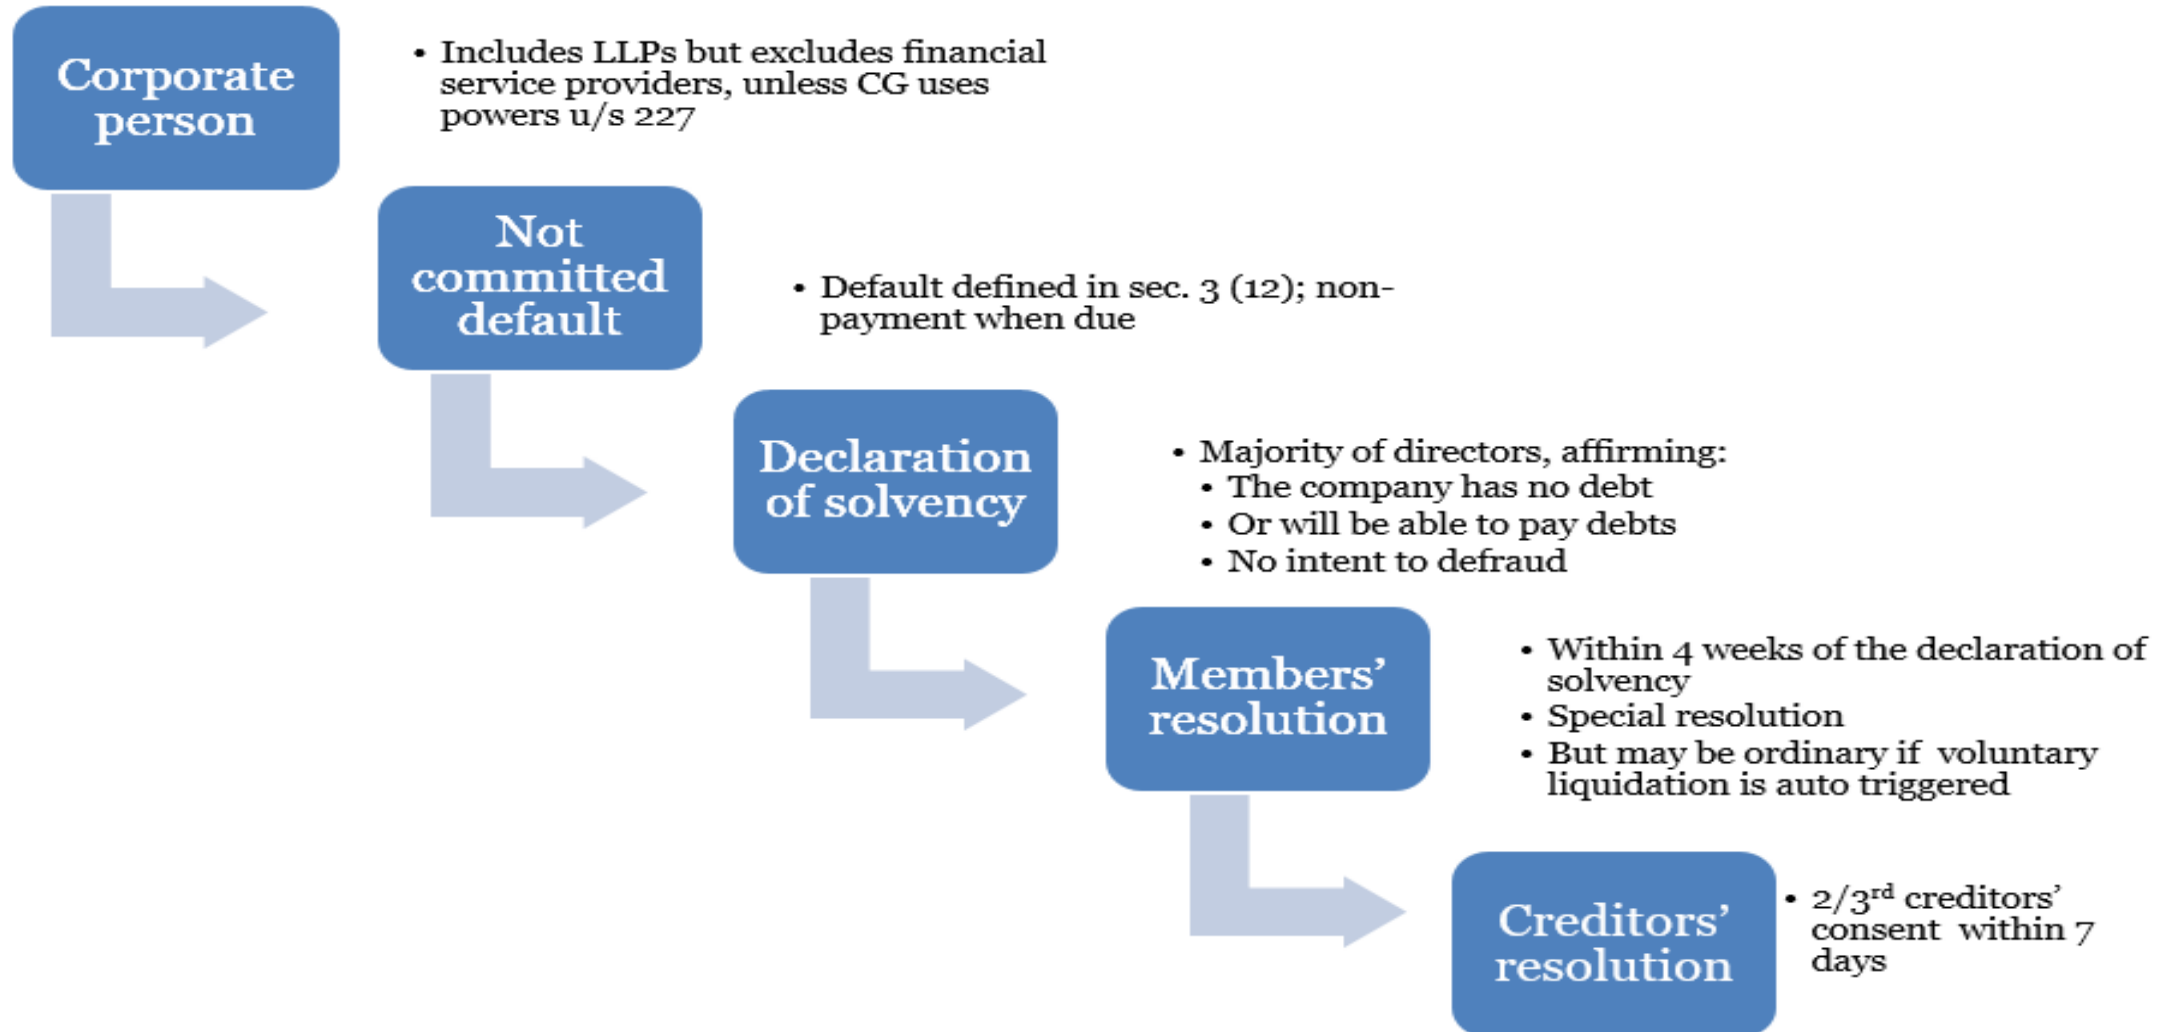 Corporate
person
• Includes LLPs but excludes financial
service providers, unless CG uses
powers u/s 227
Not
committed
default
• Default defined in sec. 3 (12); non-
payment when due
Declaration
of solvency
• Majority of directors, affirming:
• The company has no debt
• Or will be able to pay debts
• No intent to defraud
Members’
resolution
• Within 4 weeks of the declaration of
solvency
• Special resolution
• But may be ordinary if voluntary
liquidation is auto triggered
Creditors’
resolution
• 2/3rd creditors’
consent within 7
days